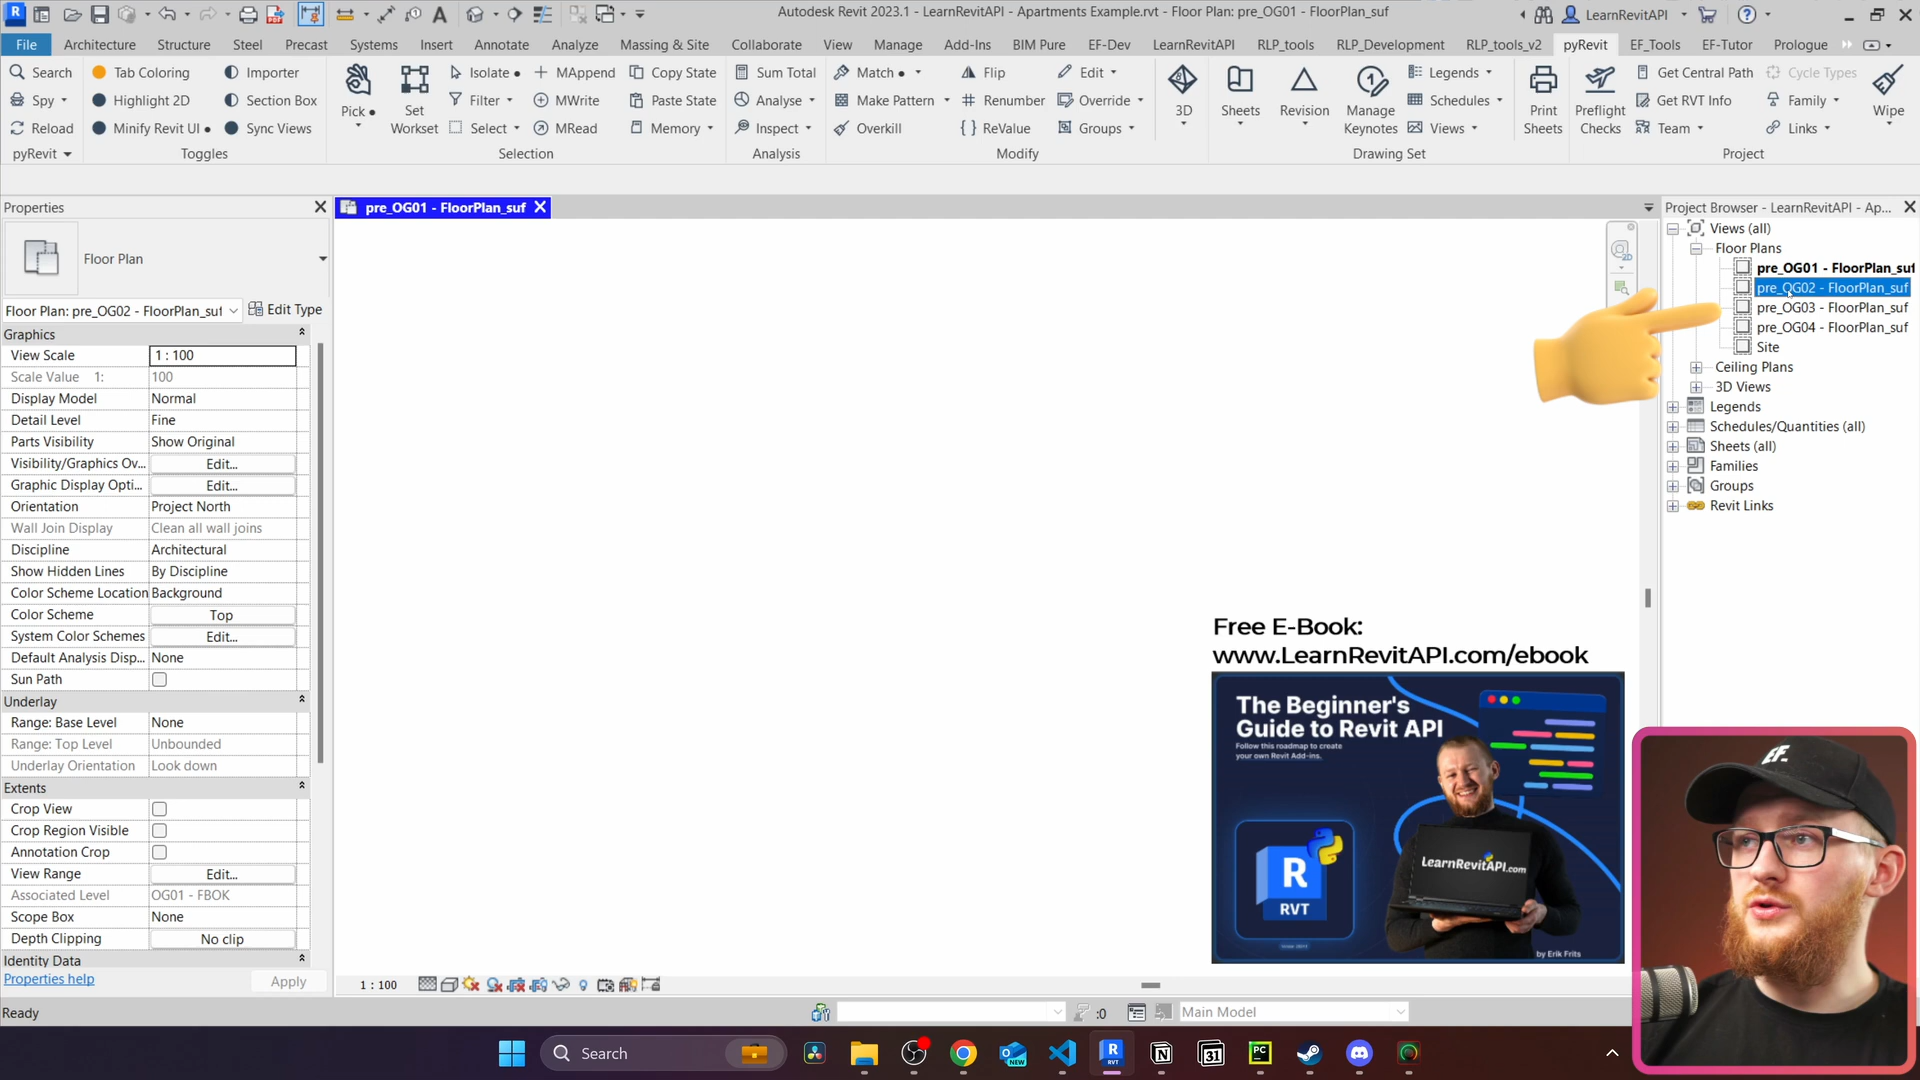 Autodesk Revit 2023.1 - LearnRevitAPI - Apartments Example.rvt - Floor Plan: pre_OG01 - FloorPlan_suf
LearnRevitAPI
File Architecture Structure Steel Precast Systems Insert Annotate Analyze Massing & Site Collaborate View Manage Add-Ins BIM Pure EF-Dev LearnRevitAPI RLP_tools RLP_Development RLP_tools_v2 pyRevit EF_Tools EF-Tutor Prologue
Search Tab Coloring Importer Isolate MAppend Copy State Sum Total Match Flip Edit Legends Get Central Path Cycle Types
Spy Highlight 2D Section Box Pick Set Workset Filter MWrite Paste State Analyse Make Pattern Renumber Override 3D Sheets Revision Manage Keynotes Schedules Print Sheets Preflight Checks Get RVT Info Family Wipe
Reload Minify Revit UI Sync Views Select MRead Memory Inspect Overkill ReValue Groups Views Team Links
pyRevit Toggles Selection Analysis Modify Drawing Set Project
Properties
Floor Plan
Floor Plan: pre_OG02 - FloorPlan_suf Edit Type
Graphics
View Scale 1 : 100
Scale Value 1: 100
Display Model Normal
Detail Level Fine
Parts Visibility Show Original
Visibility/Graphics Ov... Edit...
Graphic Display Opti... Edit...
Orientation Project North
Wall Join Display Clean all wall joins
Discipline Architectural
Show Hidden Lines By Discipline
Color Scheme Location Background
Color Scheme Top
System Color Schemes Edit...
Default Analysis Disp... None
Sun Path
Underlay
Range: Base Level None
Range: Top Level Unbounded
Underlay Orientation Look down
Extents
Crop View
Crop Region Visible
Annotation Crop
View Range Edit...
Associated Level OG01 - FBOK
Scope Box None
Depth Clipping No clip
Identity Data
Properties help Apply
pre_OG01 - FloorPlan_suf
2D
Project Browser - LearnRevitAPI - Ap...
Views (all)
Floor Plans
pre_OG01 - FloorPlan_suf
pre_OG02 - FloorPlan_suf
pre_OG03 - FloorPlan_suf
pre_OG04 - FloorPlan_suf
Site
Ceiling Plans
3D Views
Legends
Schedules/Quantities (all)
Sheets (all)
Families
Groups
Revit Links
Free E-Book:
www.LearnRevitAPI.com/ebook
The Beginner's
Guide to Revit API
Follow this roadmap to create
your own Revit Add-ins.
R
RVT
LearnRevitAPI.com
by Erik Frits
EF.
1 : 100
Ready :0 Main Model
Search
NEW
R
RVT
31
PC